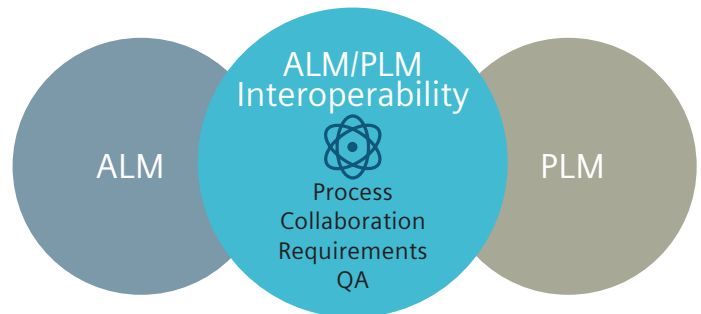 ALM/PLM
Interoperability
ALM
PLM
Process
Collaboration
Requirements
QA